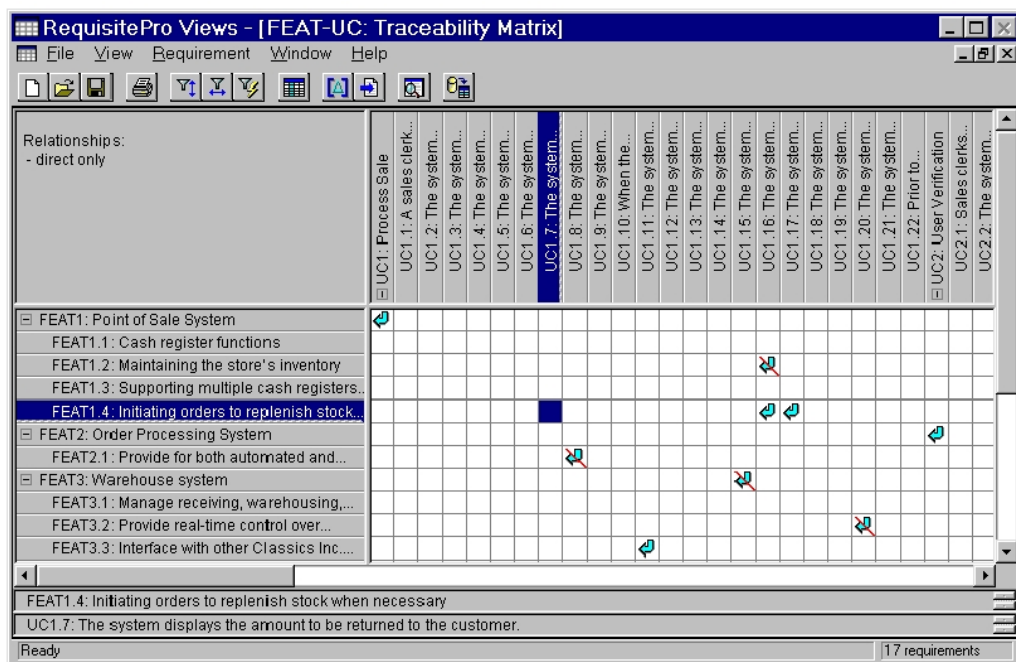 RequisitePro Views - [FEAT-UC: Traceability Matrix]
File View Requirement Window Help
Relationships:
- direct only
UC1: Process Sale
UC1.1: A sales clerk...
UC1.2: The system...
UC1.3: The system...
UC1.4: The system...
UC1.5: The system...
UC1.6: The system...
UC1.7: The system...
UC1.8: The system...
UC1.9: The system...
UC1.10: When the...
UC1.11: The system...
UC1.12: The system...
UC1.13: The system...
UC1.14: The system...
UC1.15: The system...
UC1.16: The system...
UC1.17: The system...
UC1.18: The system...
UC1.19: The system...
UC1.20: The system...
UC1.21: The system...
UC1.22: Prior to...
UC2: User Verification
UC2.1: Sales clerks...
UC2.2: The system...
FEAT1: Point of Sale System
FEAT1.1: Cash register functions
FEAT1.2: Maintaining the store's inventory
FEAT1.3: Supporting multiple cash registers..
FEAT1.4: Initiating orders to replenish stock...
FEAT2: Order Processing System
FEAT2.1: Provide for both automated and...
FEAT3: Warehouse system
FEAT3.1: Manage receiving, warehousing,...
FEAT3.2: Provide real-time control over...
FEAT3.3: Interface with other Classics Inc....
FEAT1.4: Initiating orders to replenish stock when necessary
UC1.7: The system displays the amount to be returned to the customer.
Ready
17 requirements